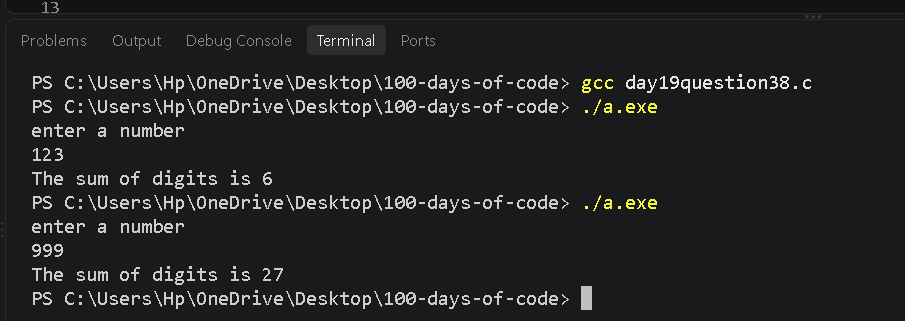 13
Problems Output Debug Console Terminal Ports
PS C:\Users\Hp\OneDrive\Desktop\100-days-of-code> gcc day19question38.c
PS C:\Users\Hp\OneDrive\Desktop\100-days-of-code> ./a.exe
enter a number
123
The sum of digits is 6
PS C:\Users\Hp\OneDrive\Desktop\100-days-of-code> ./a.exe
enter a number
999
The sum of digits is 27
PS C:\Users\Hp\OneDrive\Desktop\100-days-of-code>